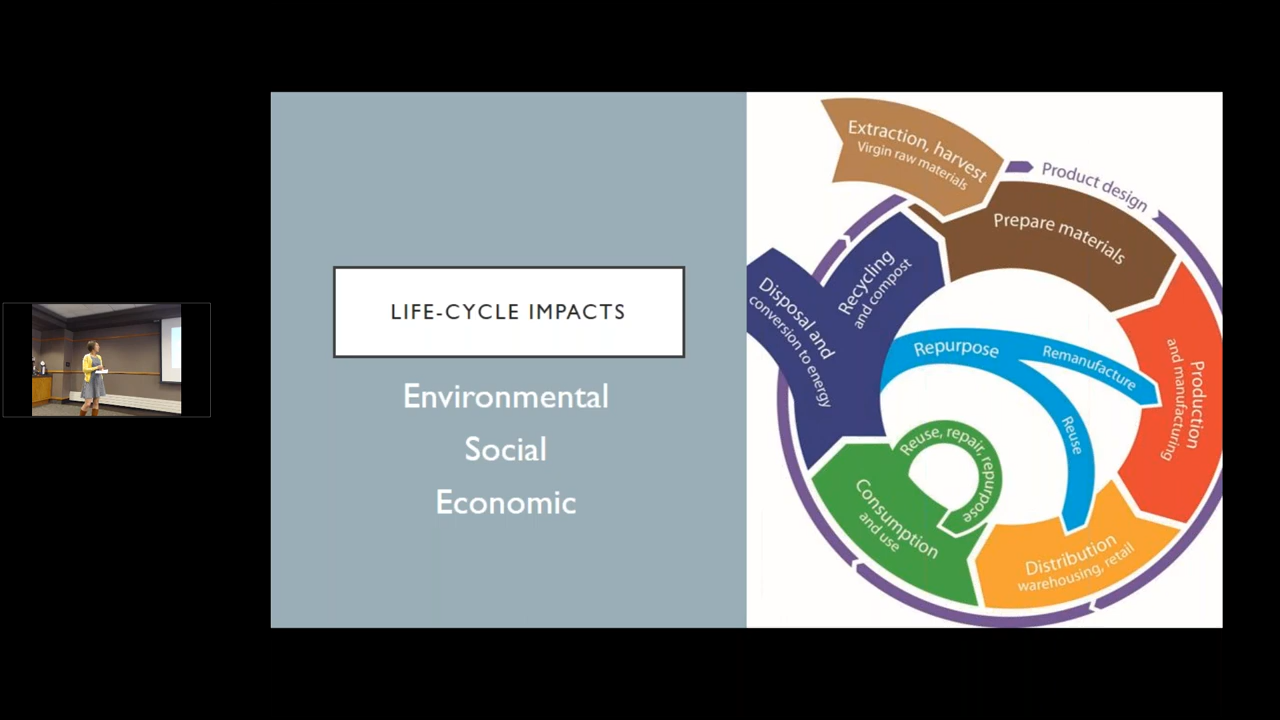 LIFE-CYCLE IMPACTS
Environmental
Social
Economic
Extraction, harvest
Virgin raw materials
Product design
Prepare materials
Production
and manufacturing
Distribution
warehousing, retail
Consumption
and use
Reuse, repair, repurpose
Recycling
and compost
Disposal and
conversion to energy
Repurpose
Remanufacture
Reuse